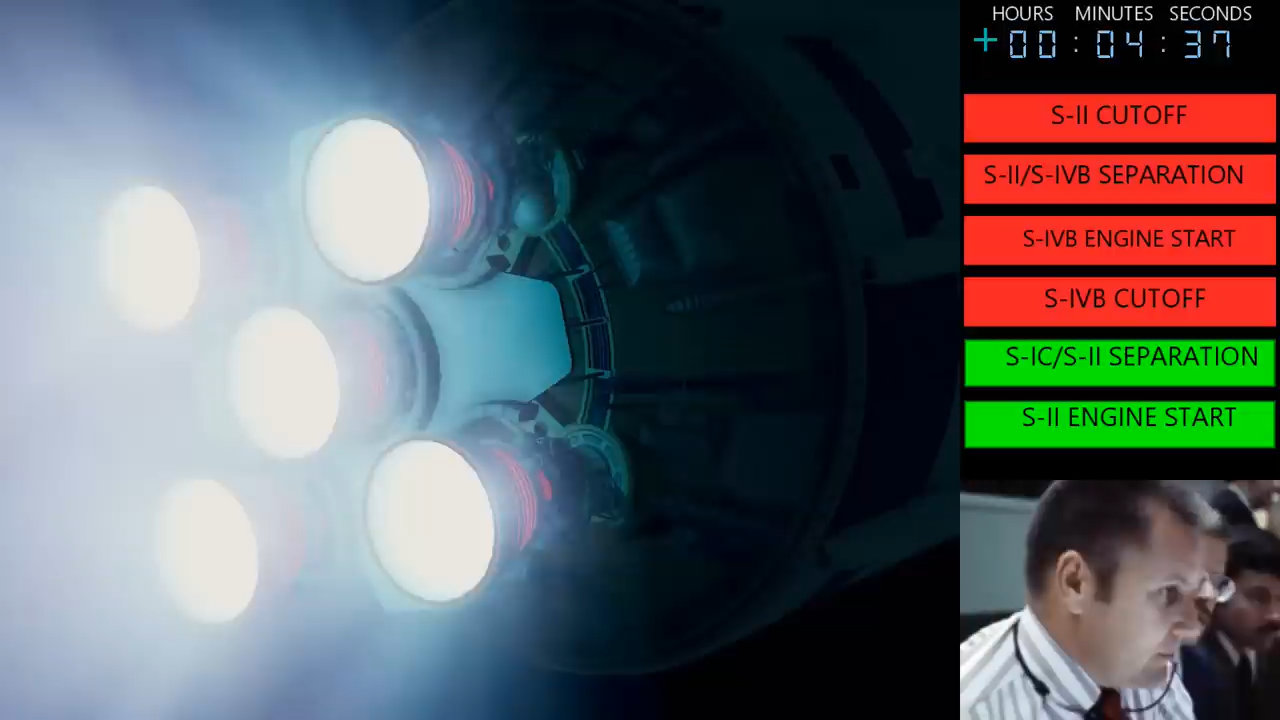 HOURS MINUTES SECONDS
+ 00 : 04 : 37
S-II CUTOFF
S-II/S-IVB SEPARATION
S-IVB ENGINE START
S-IVB CUTOFF
S-IC/S-II SEPARATION
S-II ENGINE START